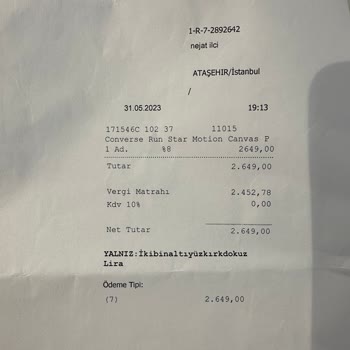 1-R-7-2892642
nejat ilci
ATAŞEHİR/İstanbul
/
31.05.2023 19:13
171546C 102 37 11015
Converse Run Star Motion Canvas P
1 Ad. %8 2649,00
Tutar 2.649,00
Vergi Matrahı 2.452,78
Kdv 10% 0,00
Net Tutar 2.649,00
YALNIZ:İkibinaltıyüzkırkdokuz
Lira
Ödeme Tipi:
(7) 2.649,00